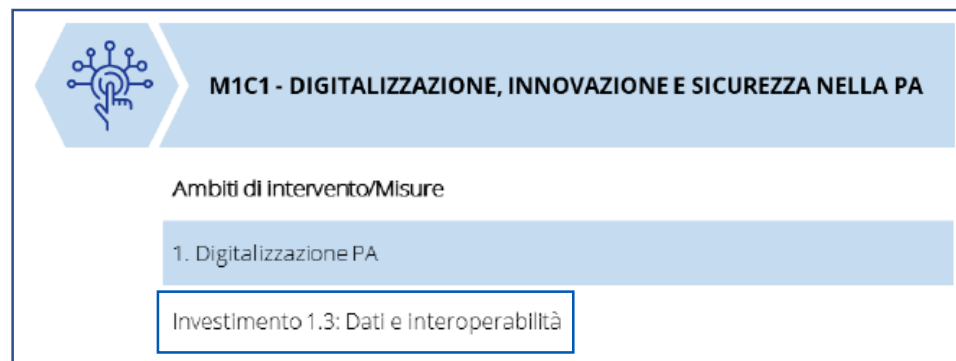 M1C1 - DIGITALIZZAZIONE, INNOVAZIONE E SICUREZZA NELLA PA
Ambiti di intervento/Misure
1. Digitalizzazione PA
Investimento 1.3: Dati e interoperabilità